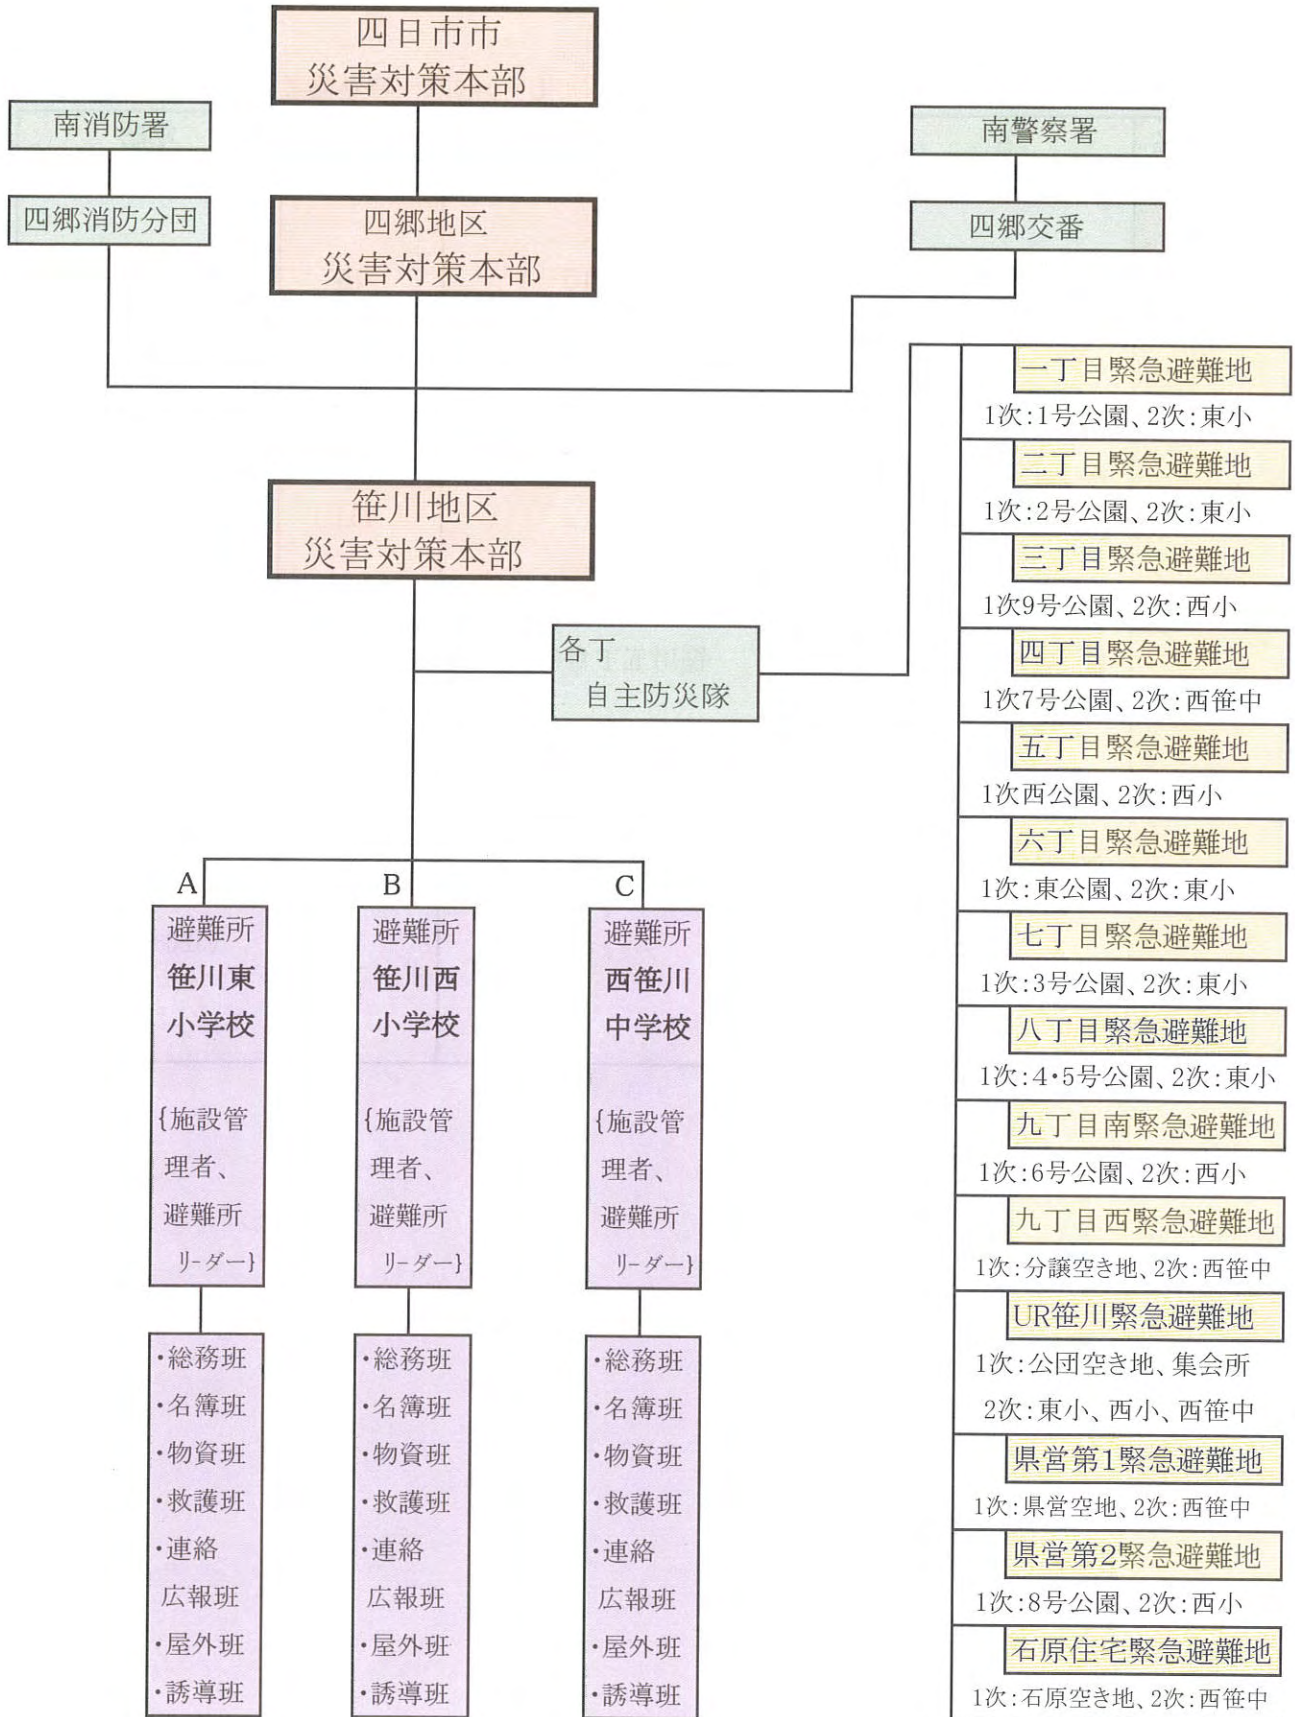 四日市市
災害対策本部
南消防署
四郷消防分団
四郷地区
災害対策本部
南警察署
四郷交番
笹川地区
災害対策本部
各丁
自主防災隊
A
避難所
笹川東
小学校
{施設管
理者、
避難所
リーダー}
・総務班
・名簿班
・物資班
・救護班
・連絡
広報班
・屋外班
・誘導班
B
避難所
笹川西
小学校
{施設管
理者、
避難所
リーダー}
・総務班
・名簿班
・物資班
・救護班
・連絡
広報班
・屋外班
・誘導班
C
避難所
西笹川
中学校
{施設管
理者、
避難所
リーダー}
・総務班
・名簿班
・物資班
・救護班
・連絡
広報班
・屋外班
・誘導班
一丁目緊急避難地
1次:1号公園、2次:東小
二丁目緊急避難地
1次:2号公園、2次:東小
三丁目緊急避難地
1次9号公園、2次:西小
四丁目緊急避難地
1次7号公園、2次:西笹中
五丁目緊急避難地
1次西公園、2次:西小
六丁目緊急避難地
1次:東公園、2次:東小
七丁目緊急避難地
1次:3号公園、2次:東小
八丁目緊急避難地
1次:4・5号公園、2次:東小
九丁目南緊急避難地
1次:6号公園、2次:西小
九丁目西緊急避難地
1次:分譲空き地、2次:西笹中
UR笹川緊急避難地
1次:公団空き地、集会所
2次:東小、西小、西笹中
県営第1緊急避難地
1次:県営空地、2次:西笹中
県営第2緊急避難地
1次:8号公園、2次:西小
石原住宅緊急避難地
1次:石原空き地、2次:西笹中